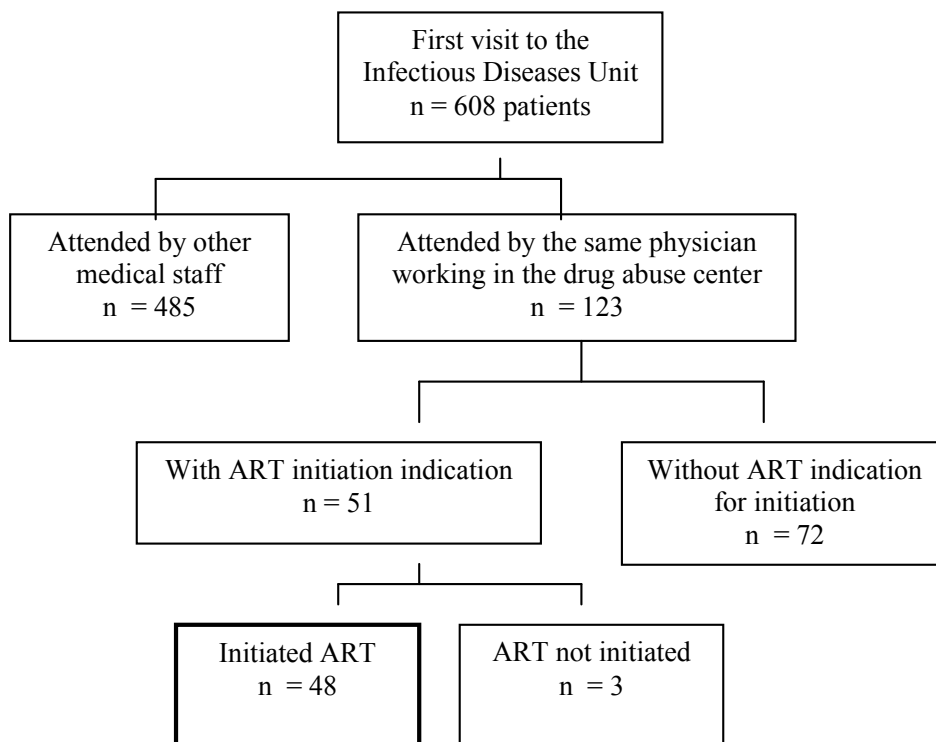 First visit to the
Infectious Diseases Unit
n = 608 patients
Attended by other
medical staff
n = 485
Attended by the same physician
working in the drug abuse center
n = 123
With ART initiation indication
n = 51
Without ART indication
for initiation
n = 72
Initiated ART
n = 48
ART not initiated
n = 3